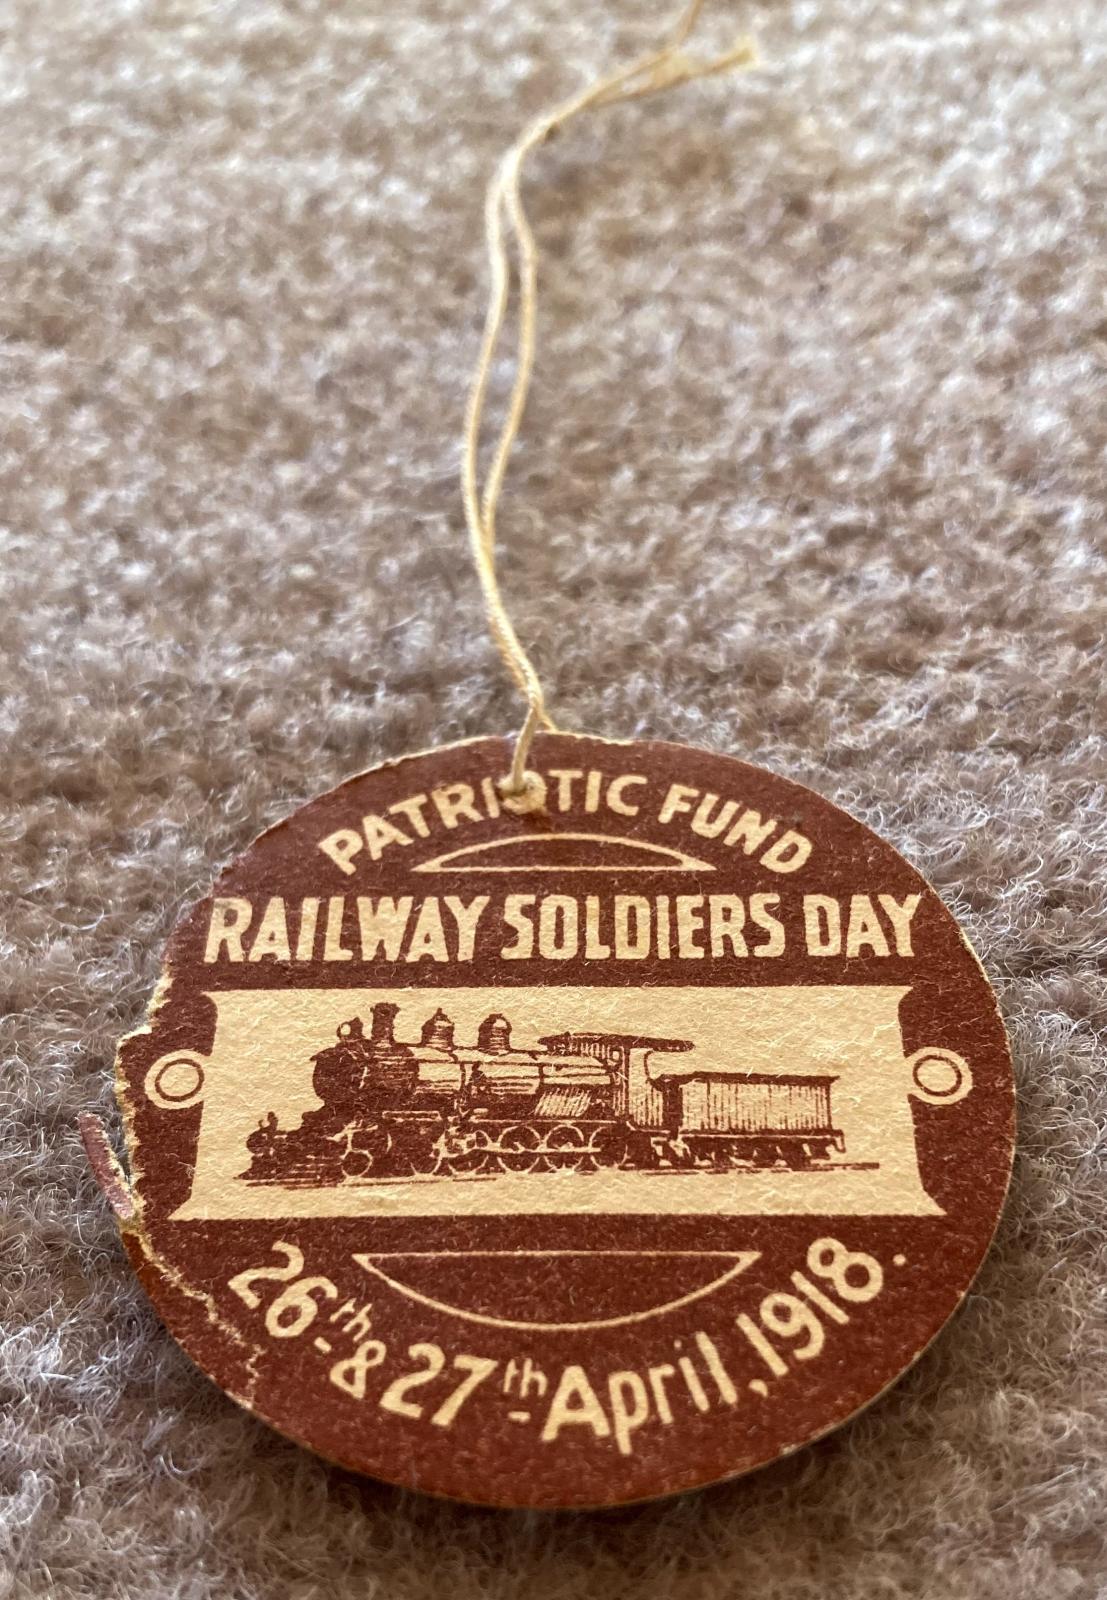 PATRIOTIC FUND
RAILWAY SOLDIERS DAY
26th & 27th April, 1918.